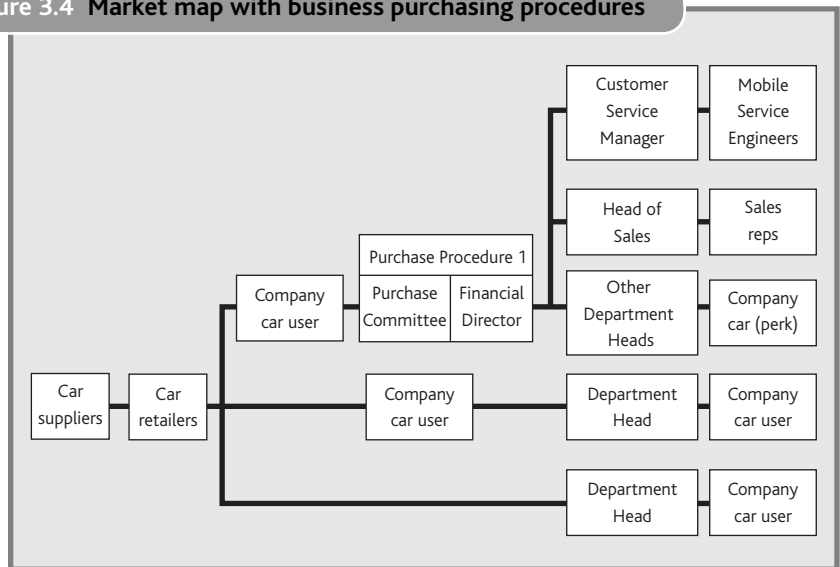 ure 3.4 Market map with business purchasing procedures
Customer
Service
Manager
Mobile
Service
Engineers
Head of
Sales
Sales
reps
Purchase Procedure 1
Purchase
Committee
Financial
Director
Company
car user
Other
Department
Heads
Company
car (perk)
Car
suppliers
Car
retailers
Company
car user
Department
Head
Company
car user
Department
Head
Company
car user